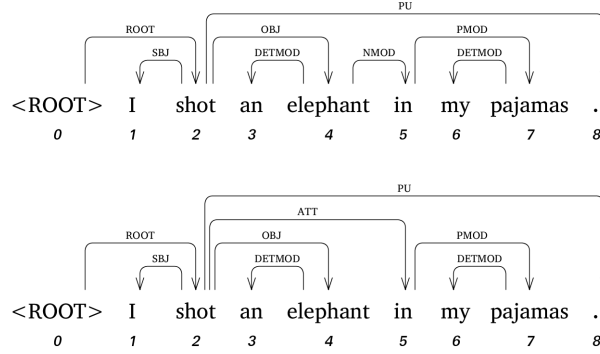 PU
ROOT OBJ PMOD
SBJ DETMOD NMOD DETMOD
<ROOT> I shot an elephant in my pajamas .
0 1 2 3 4 5 6 7 8
PU
ATT
ROOT OBJ PMOD
SBJ DETMOD DETMOD
<ROOT> I shot an elephant in my pajamas .
0 1 2 3 4 5 6 7 8